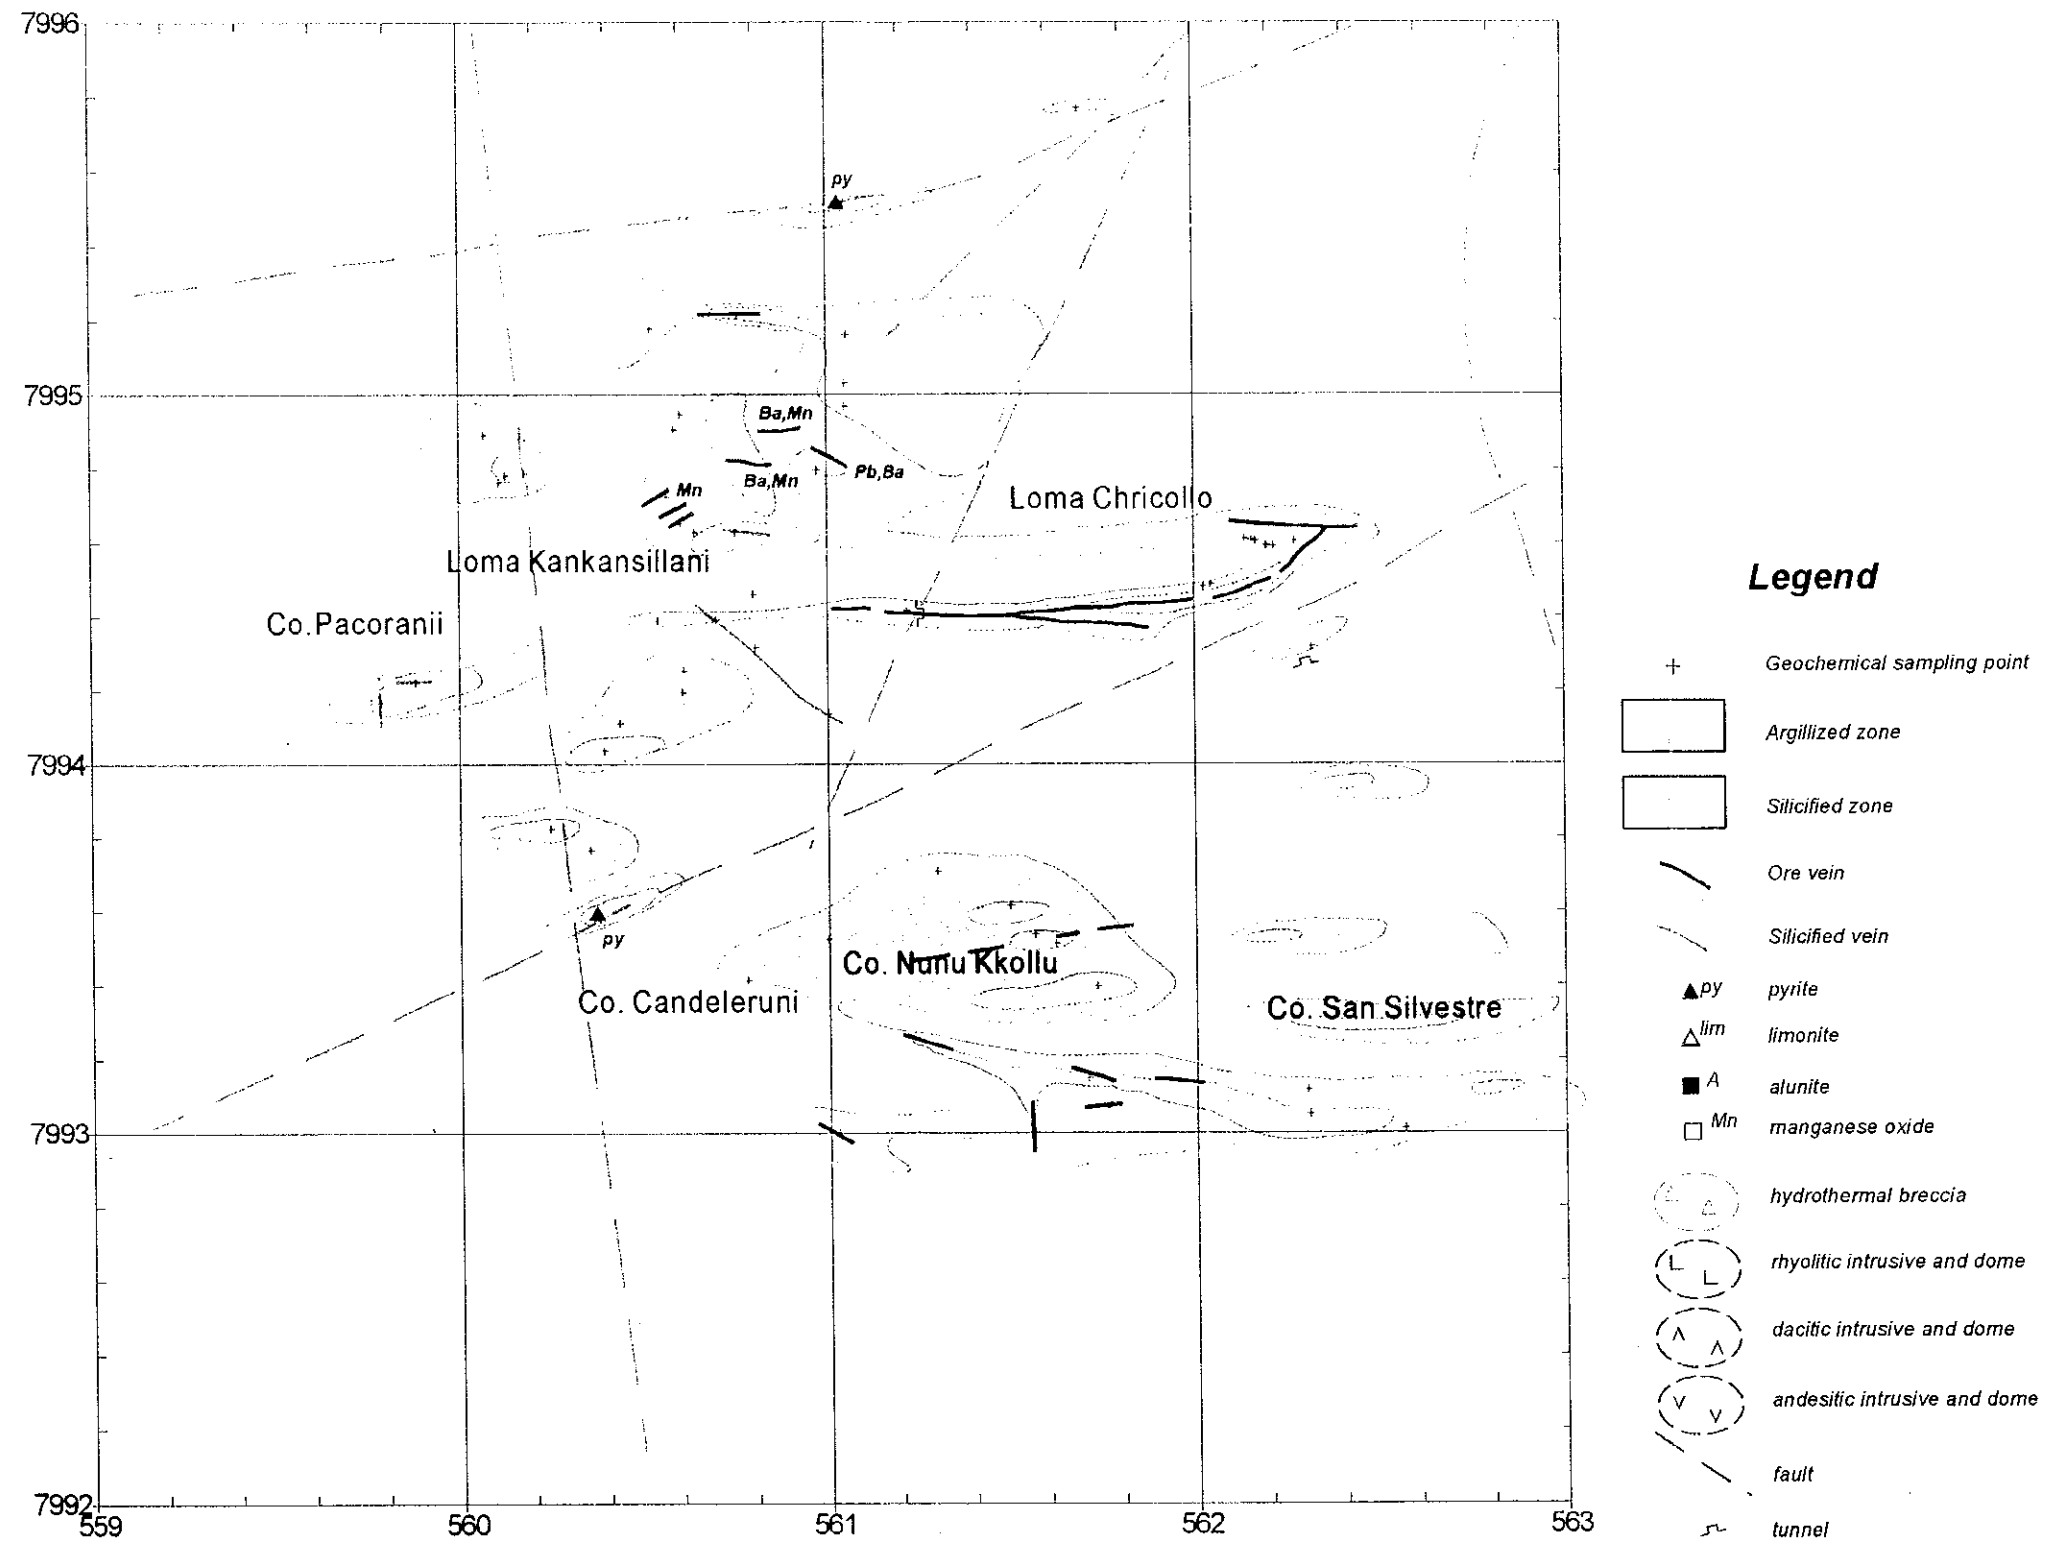 7996
py
7995
Ba,Mn
Pb,Ba
Ba,Mn
Mn
Loma Chricollo
Loma Kankansillani
Co.Pacoranii
7994
py
Co. Nunu Kkollu
Co. Candeleruni
Co. San Silvestre
7993
7992
559
560
561
562
563
Legend
Geochemical sampling point
Argillized zone
Silicified zone
Ore vein
Silicified vein
py pyrite
lim limonite
A alunite
Mn manganese oxide
hydrothermal breccia
rhyolitic intrusive and dome
dacitic intrusive and dome
andesitic intrusive and dome
fault
tunnel